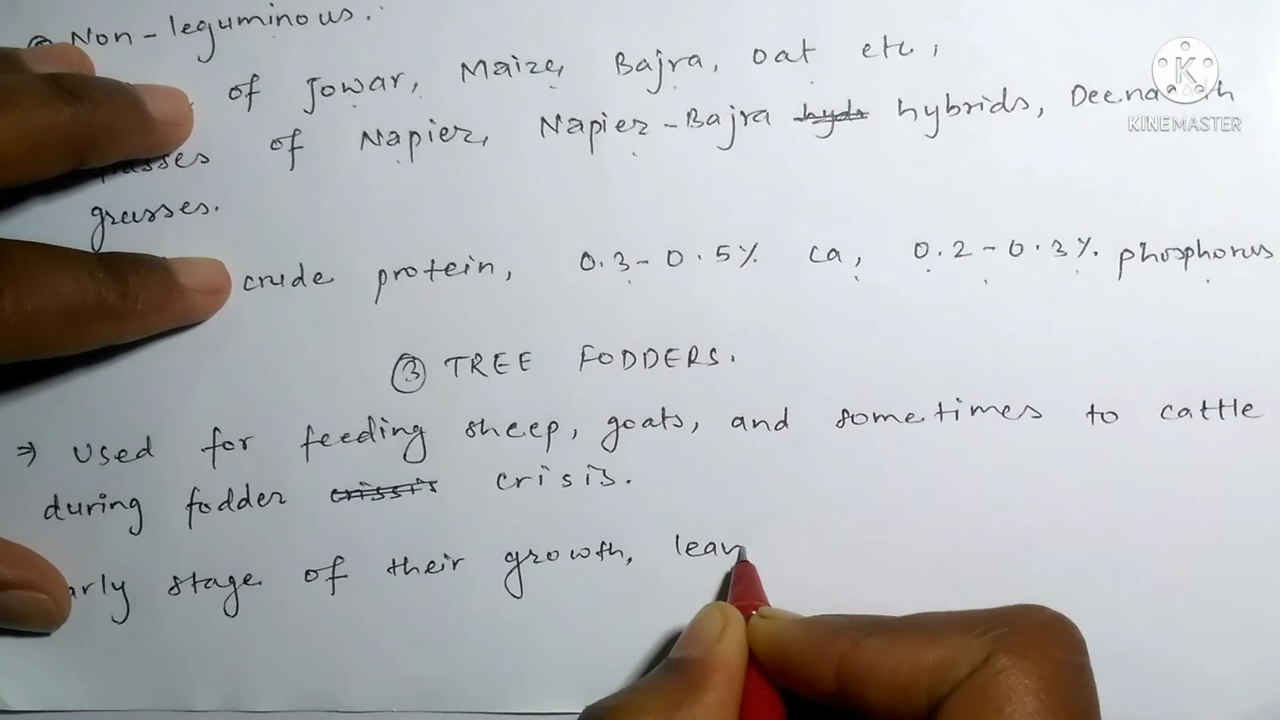 Non-leguminous.
of Jowar, Maize, Bajra, oat etc,
of Napier, Napier-Bajra hybrids,
grasses.
crude protein, 0.3-0.5% ca, 0.2-0.3% phosphorus
③ TREE FODDERS.
⇒ Used for feeding sheep, goats, and sometimes to cattle
during fodder crissis crisis.
stage of their growth,
K
KINEMASTER